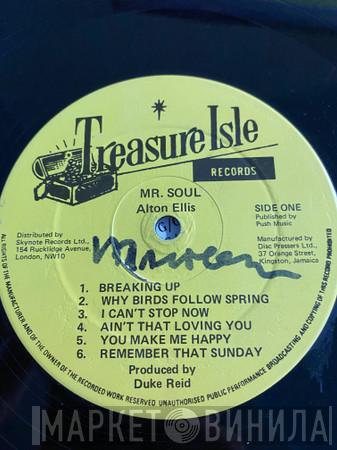 Treasure Isle
RECORDS
MR. SOUL
Alton Ellis
SIDE ONE
Published by
Push Music
Distributed by
Skynote Records Ltd.,
154 Rucklidge Avenue,
London, NW10
Manufactured by
Disc Pressers Ltd.,
37 Orange Street,
Kingston, Jamaica
1. BREAKING UP
2. WHY BIRDS FOLLOW SPRING
3. I CAN'T STOP NOW
4. AIN'T THAT LOVING YOU
5. YOU MAKE ME HAPPY
6. REMEMBER THAT SUNDAY
Produced by
Duke Reid
ALL RIGHTS OF THE MANUFACTURER AND OF THE OWNER OF THE RECORDED WORK RESERVED UNAUTHORISED PUBLIC PERFORMANCE BROADCASTING AND COPYING OF THIS RECORD PROHIBITED
МАРКЕТ ВИНИЛА